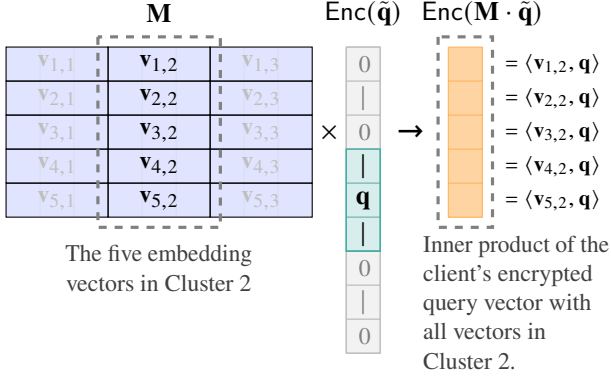 M Enc(q̃) Enc(M · q̃)
v1,1 v1,2 v1,3 0 = ⟨v1,2, q⟩
v2,1 v2,2 v2,3 | = ⟨v2,2, q⟩
v3,1 v3,2 v3,3 × 0 → = ⟨v3,2, q⟩
v4,1 v4,2 v4,3 | = ⟨v4,2, q⟩
v5,1 v5,2 v5,3 q = ⟨v5,2, q⟩
|
0
|
0
The five embedding
vectors in Cluster 2
Inner product of the
client's encrypted
query vector with
all vectors in
Cluster 2.